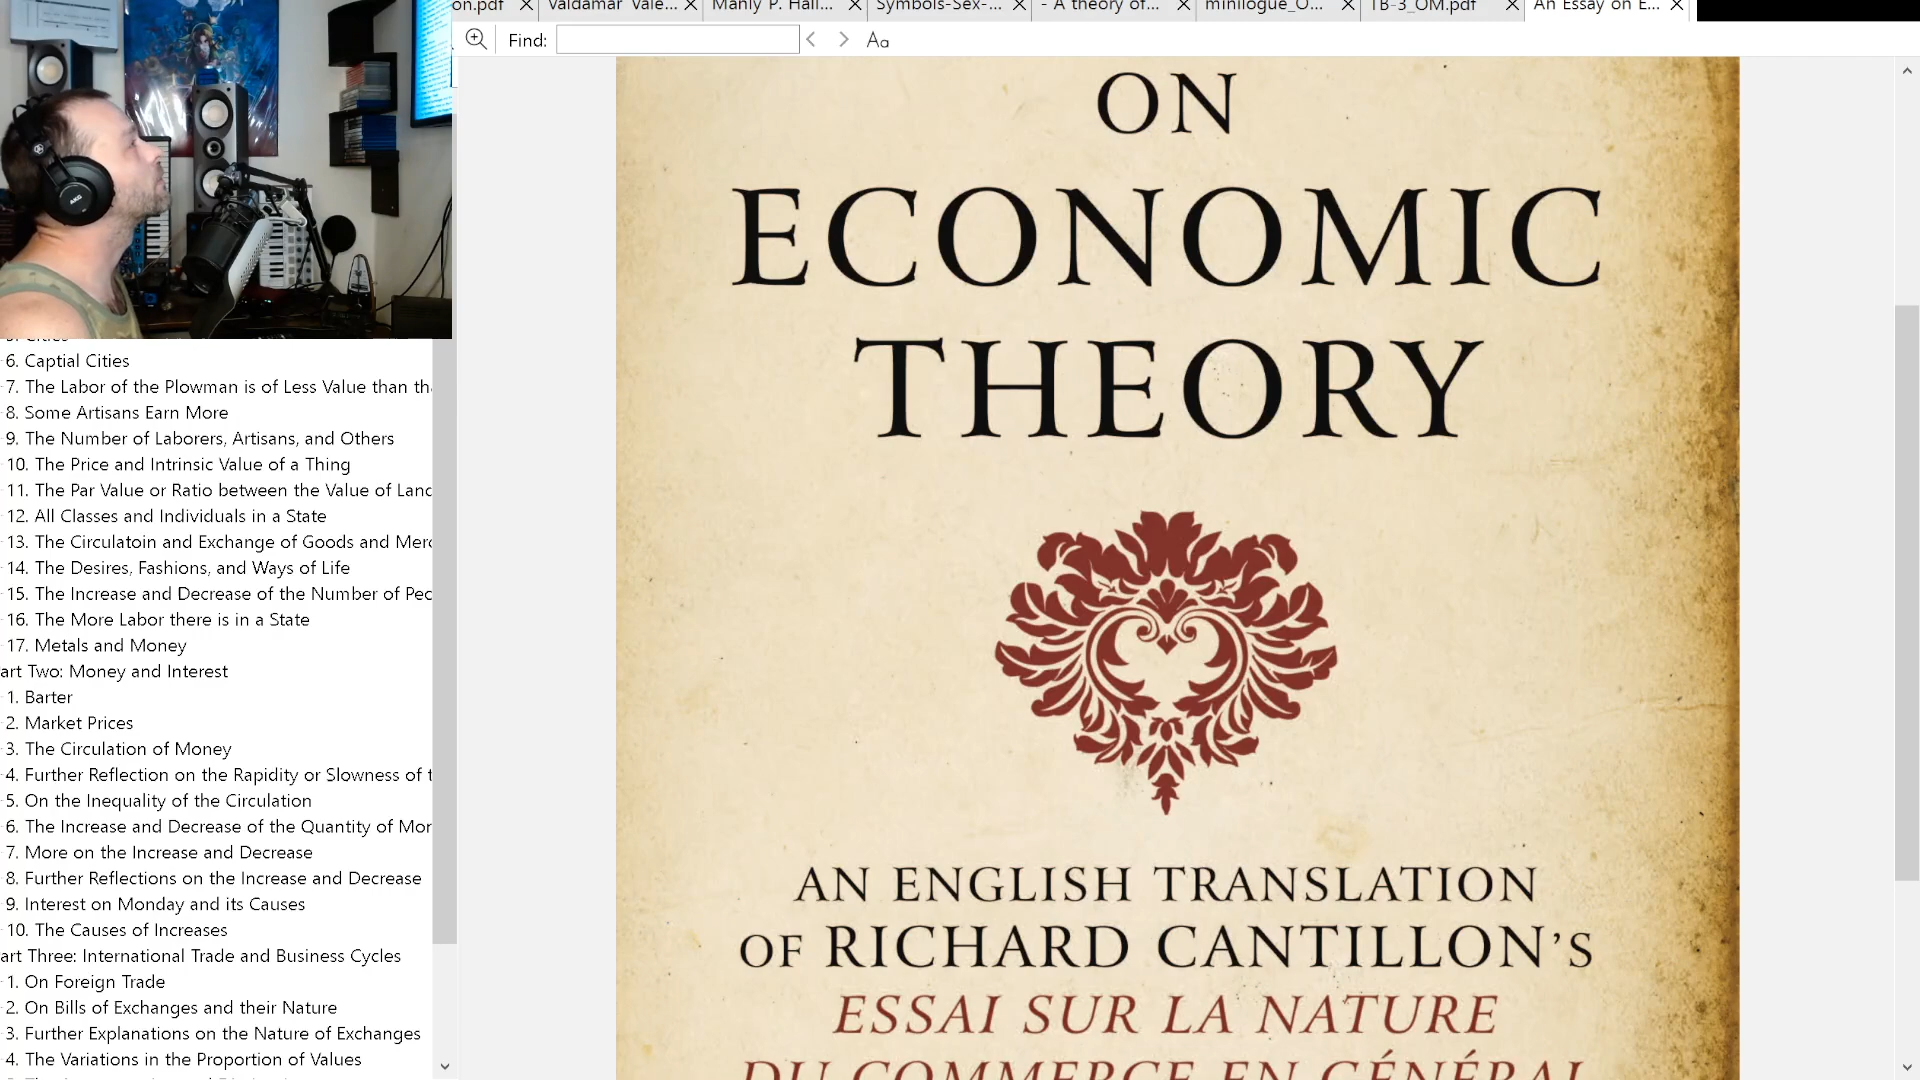 on.pdf
Valdamar Vale...
Manly P. Hall...
Symbols-Sex-...
- A theory of...
minilogue_O...
TB-3_OM.pdf
An Essay on E...
Find:
Aa
AKG
5. Cities
6. Captial Cities
7. The Labor of the Plowman is of Less Value than th
8. Some Artisans Earn More
9. The Number of Laborers, Artisans, and Others
10. The Price and Intrinsic Value of a Thing
11. The Par Value or Ratio between the Value of Land
12. All Classes and Individuals in a State
13. The Circulatoin and Exchange of Goods and Merc
14. The Desires, Fashions, and Ways of Life
15. The Increase and Decrease of the Number of Peo
16. The More Labor there is in a State
17. Metals and Money
art Two: Money and Interest
1. Barter
2. Market Prices
3. The Circulation of Money
4. Further Reflection on the Rapidity or Slowness of t
5. On the Inequality of the Circulation
6. The Increase and Decrease of the Quantity of Mon
7. More on the Increase and Decrease
8. Further Reflections on the Increase and Decrease
9. Interest on Monday and its Causes
10. The Causes of Increases
art Three: International Trade and Business Cycles
1. On Foreign Trade
2. On Bills of Exchanges and their Nature
3. Further Explanations on the Nature of Exchanges
4. The Variations in the Proportion of Values
ON
ECONOMIC
THEORY
AN ENGLISH TRANSLATION
OF RICHARD CANTILLON'S
ESSAI SUR LA NATURE
DU COMMERCE EN GÉNÉRAL